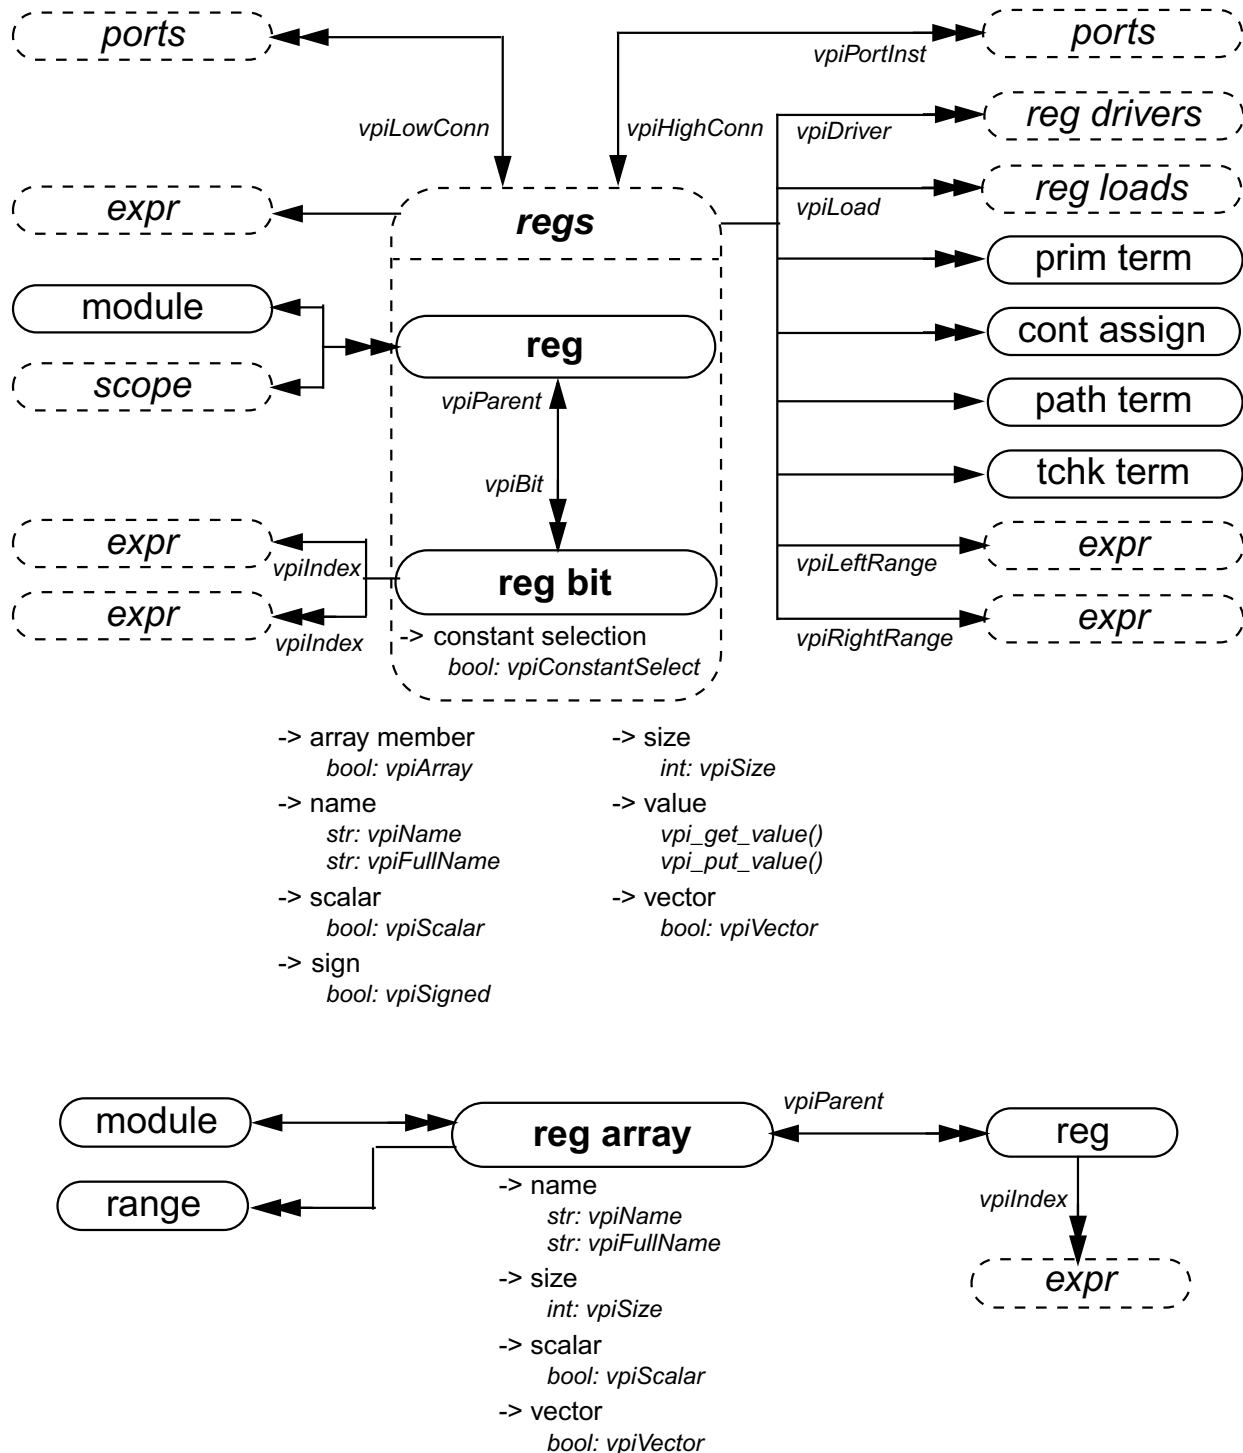 ports
ports
vpiPortInst
vpiLowConn
vpiHighConn
vpiDriver
reg drivers
expr
regs
vpiLoad
reg loads
prim term
module
reg
cont assign
scope
vpiParent
path term
vpiBit
tchk term
expr
vpiIndex
reg bit
vpiLeftRange
expr
expr
vpiIndex
-> constant selection
bool: vpiConstantSelect
vpiRightRange
expr
-> array member
bool: vpiArray
-> name
str: vpiName
str: vpiFullName
-> scalar
bool: vpiScalar
-> sign
bool: vpiSigned
-> size
int: vpiSize
-> value
vpi_get_value()
vpi_put_value()
-> vector
bool: vpiVector
module
reg array
vpiParent
reg
range
vpiIndex
expr
-> name
str: vpiName
str: vpiFullName
-> size
int: vpiSize
-> scalar
bool: vpiScalar
-> vector
bool: vpiVector